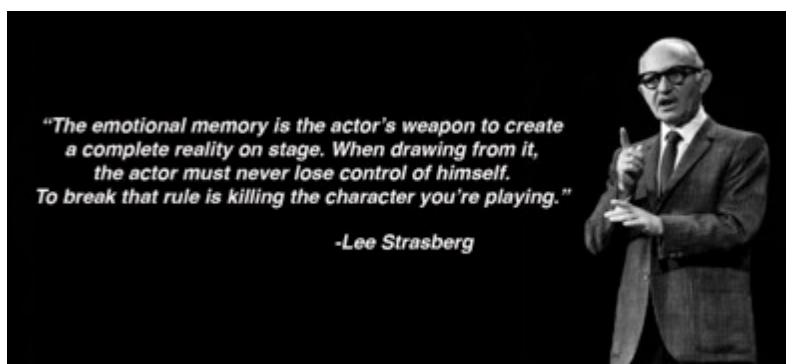 “The emotional memory is the actor’s weapon to create
a complete reality on stage. When drawing from it,
the actor must never lose control of himself.
To break that rule is killing the character you’re playing.”
-Lee Strasberg